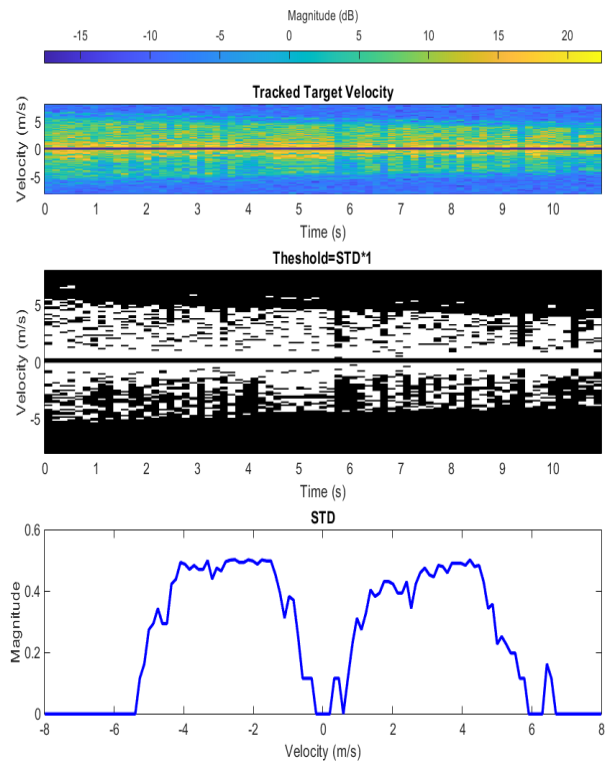 Magnitude (dB)
-15 -10 -5 0 5 10 15 20
Tracked Target Velocity
Velocity (m/s)
5
0
-5
0 1 2 3 4 5 6 7 8 9 10
Time (s)
Theshold=STD*1
Velocity (m/s)
5
0
-5
0 1 2 3 4 5 6 7 8 9 10
Time (s)
STD
Magnitude
0.6
0.4
0.2
0
-8 -6 -4 -2 0 2 4 6 8
Velocity (m/s)